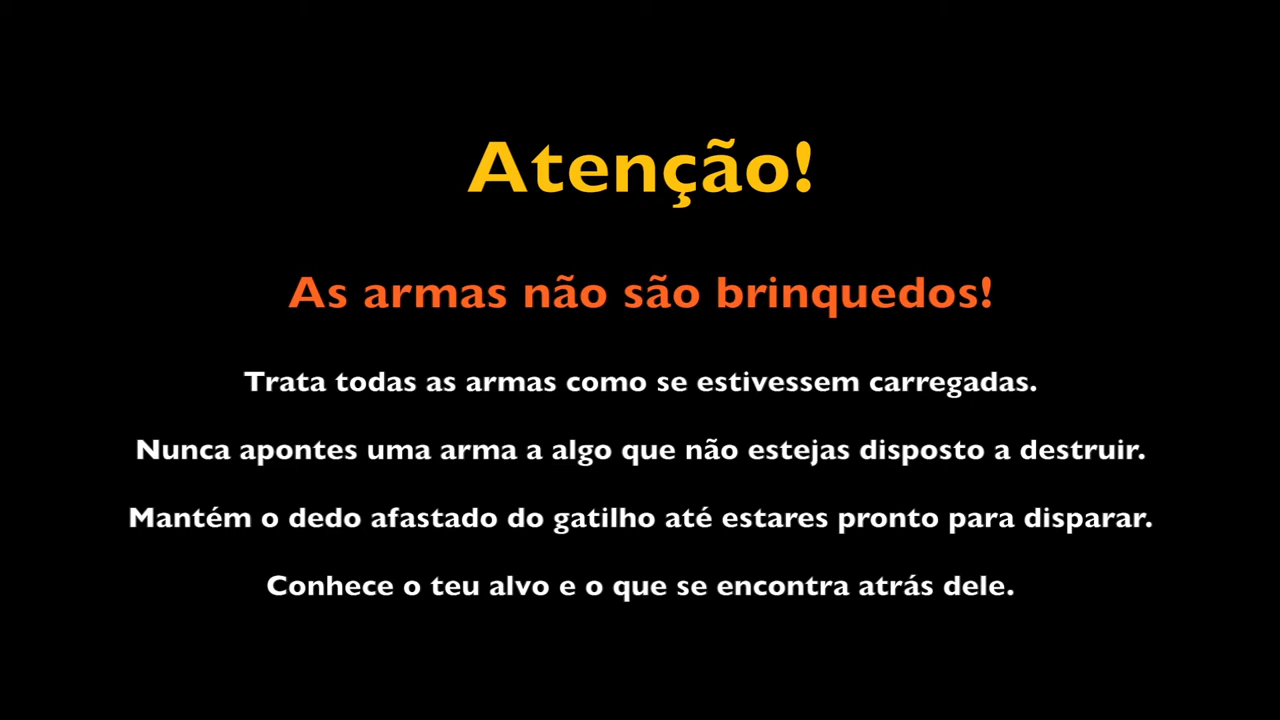 Atenção!
As armas não são brinquedos!
Trata todas as armas como se estivessem carregadas.
Nunca apontes uma arma a algo que não estejas disposto a destruir.
Mantém o dedo afastado do gatilho até estares pronto para disparar.
Conhece o teu alvo e o que se encontra atrás dele.